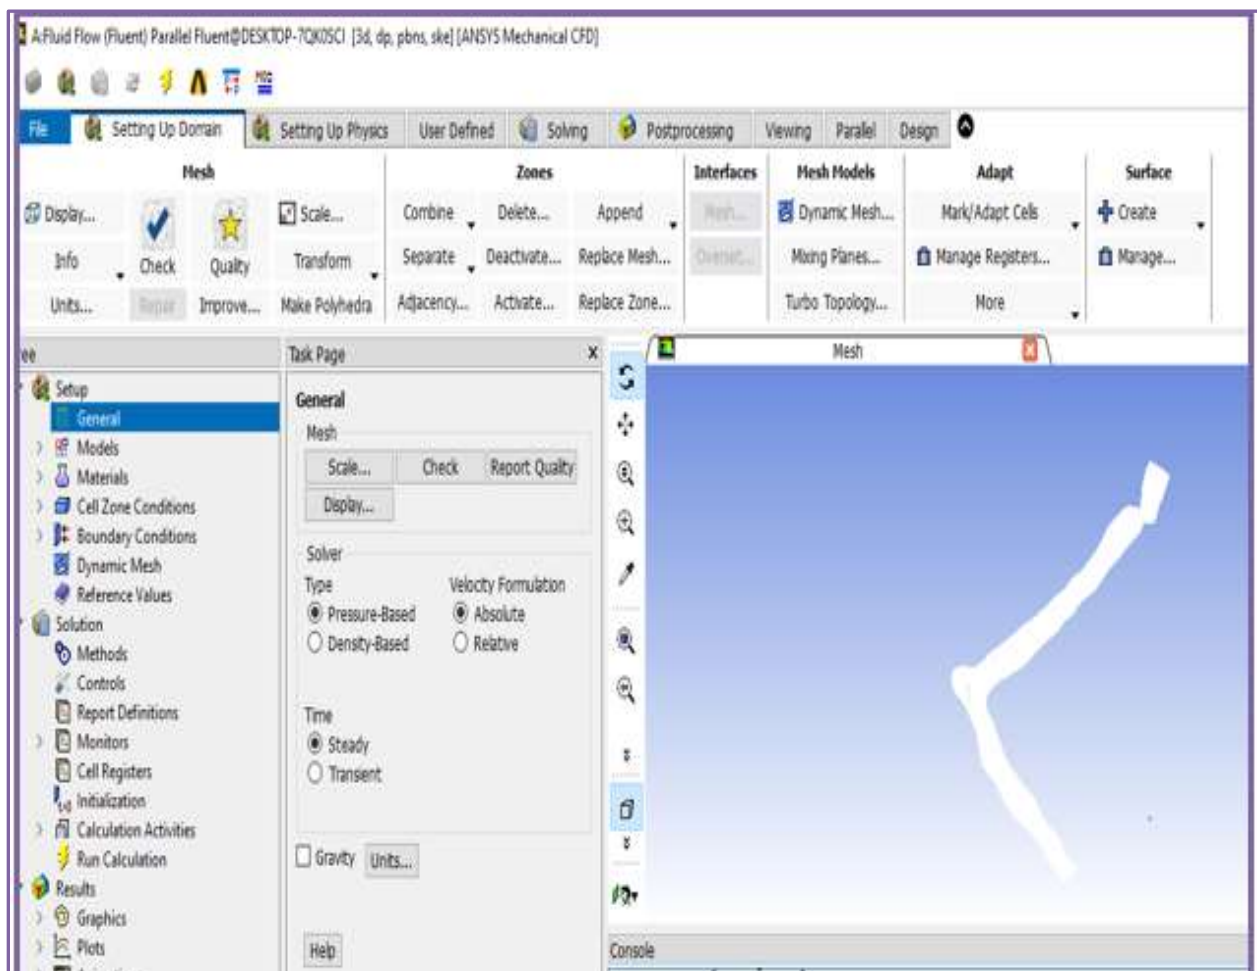 A:Fluid Flow (Fluent) Parallel Fluent@DESKTOP-7QK0SCI [3d, dp, pbns, ske] [ANSYS Mechanical CFD]
File Setting Up Domain Setting Up Physics User Defined Solving Postprocessing Viewing Parallel Design
Mesh Zones Interfaces Mesh Models Adapt Surface
Display... Scale... Combine Delete... Append Mesh... Dynamic Mesh... Mark/Adapt Cells Create
Info Check Quality Transform Separate Deactivate... Replace Mesh... Overset... Mixing Planes... Manage Registers... Manage...
Units... Repair Improve... Make Polyhedra Adjacency... Activate... Replace Zone... Turbo Topology... More
ree
Setup
General
Models
Materials
Cell Zone Conditions
Boundary Conditions
Dynamic Mesh
Reference Values
Solution
Methods
Controls
Report Definitions
Monitors
Cell Registers
Initialization
Calculation Activities
Run Calculation
Results
Graphics
Plots
Task Page x
General
Mesh
Scale... Check Report Quality
Display...
Solver
Type Velocity Formulation
Pressure-Based Absolute
Density-Based Relative
Time
Steady
Transient
Gravity Units...
Help
Mesh
Console